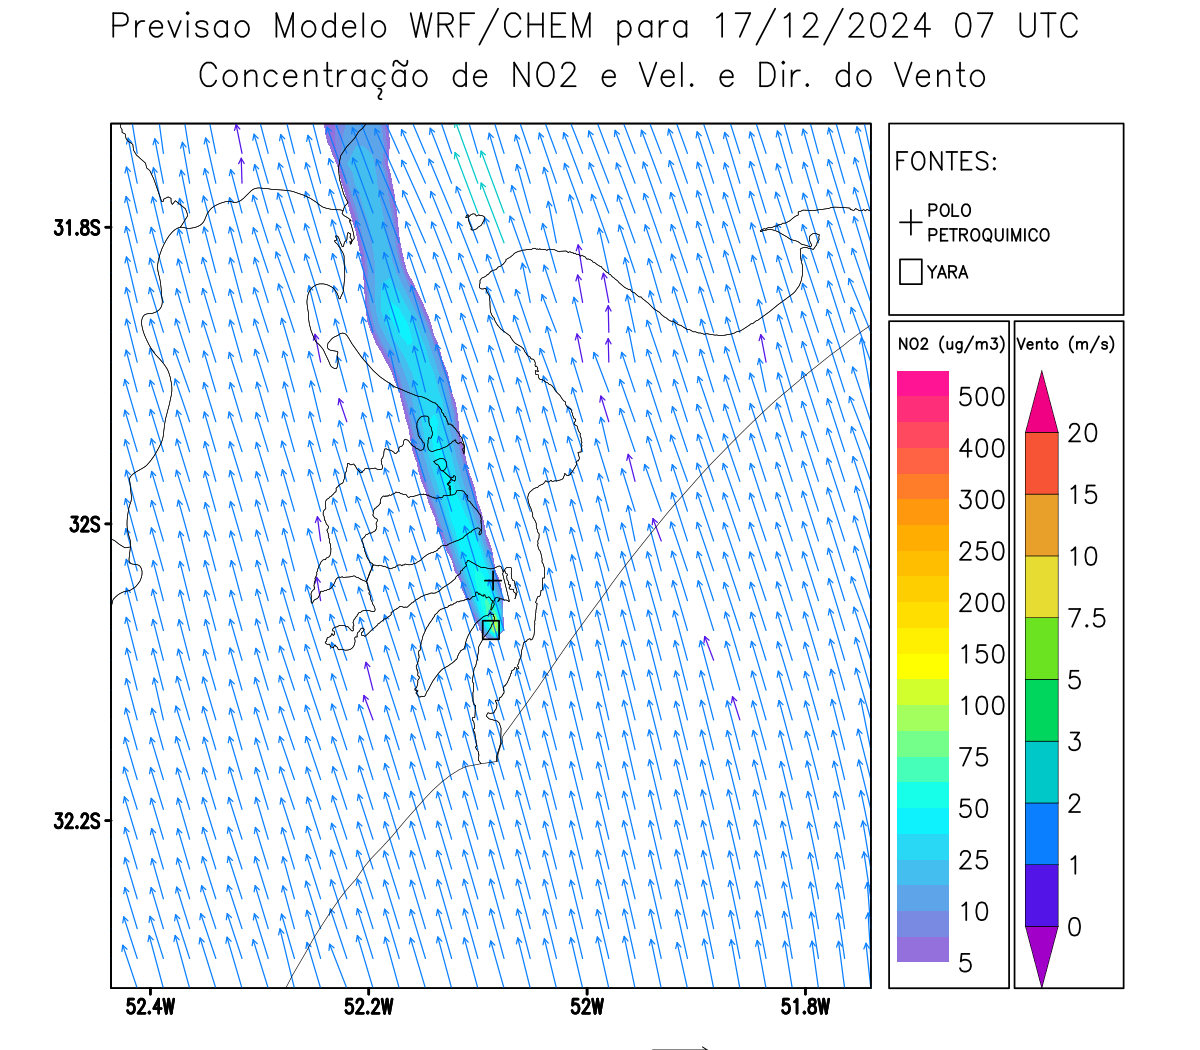 Previsao Modelo WRF/CHEM para 17/12/2024 07 UTC
Concentração de NO2 e Vel. e Dir. do Vento
FONTES:
POLO
PETROQUIMICO
YARA
31.8S
32S
32.2S
52.4W
52.2W
52W
51.8W
NO2 (ug/m3)
500
400
300
250
200
150
100
75
50
25
10
5
Vento (m/s)
20
15
10
7.5
5
3
2
1
0